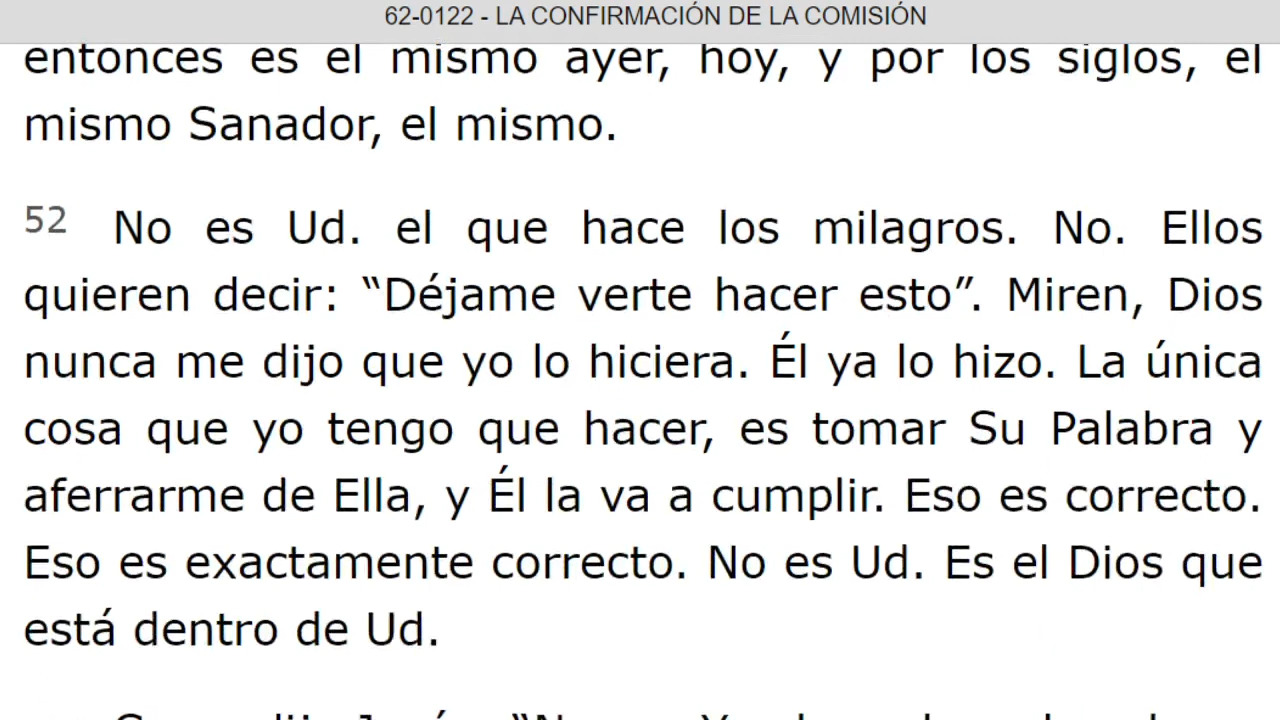 62-0122 - LA CONFIRMACIÓN DE LA COMISIÓN
entonces es el mismo ayer, hoy, y por los siglos, el
mismo Sanador, el mismo.
52 No es Ud. el que hace los milagros. No. Ellos
quieren decir: “Déjame verte hacer esto”. Miren, Dios
nunca me dijo que yo lo hiciera. Él ya lo hizo. La única
cosa que yo tengo que hacer, es tomar Su Palabra y
aferrarme de Ella, y Él la va a cumplir. Eso es correcto.
Eso es exactamente correcto. No es Ud. Es el Dios que
está dentro de Ud.